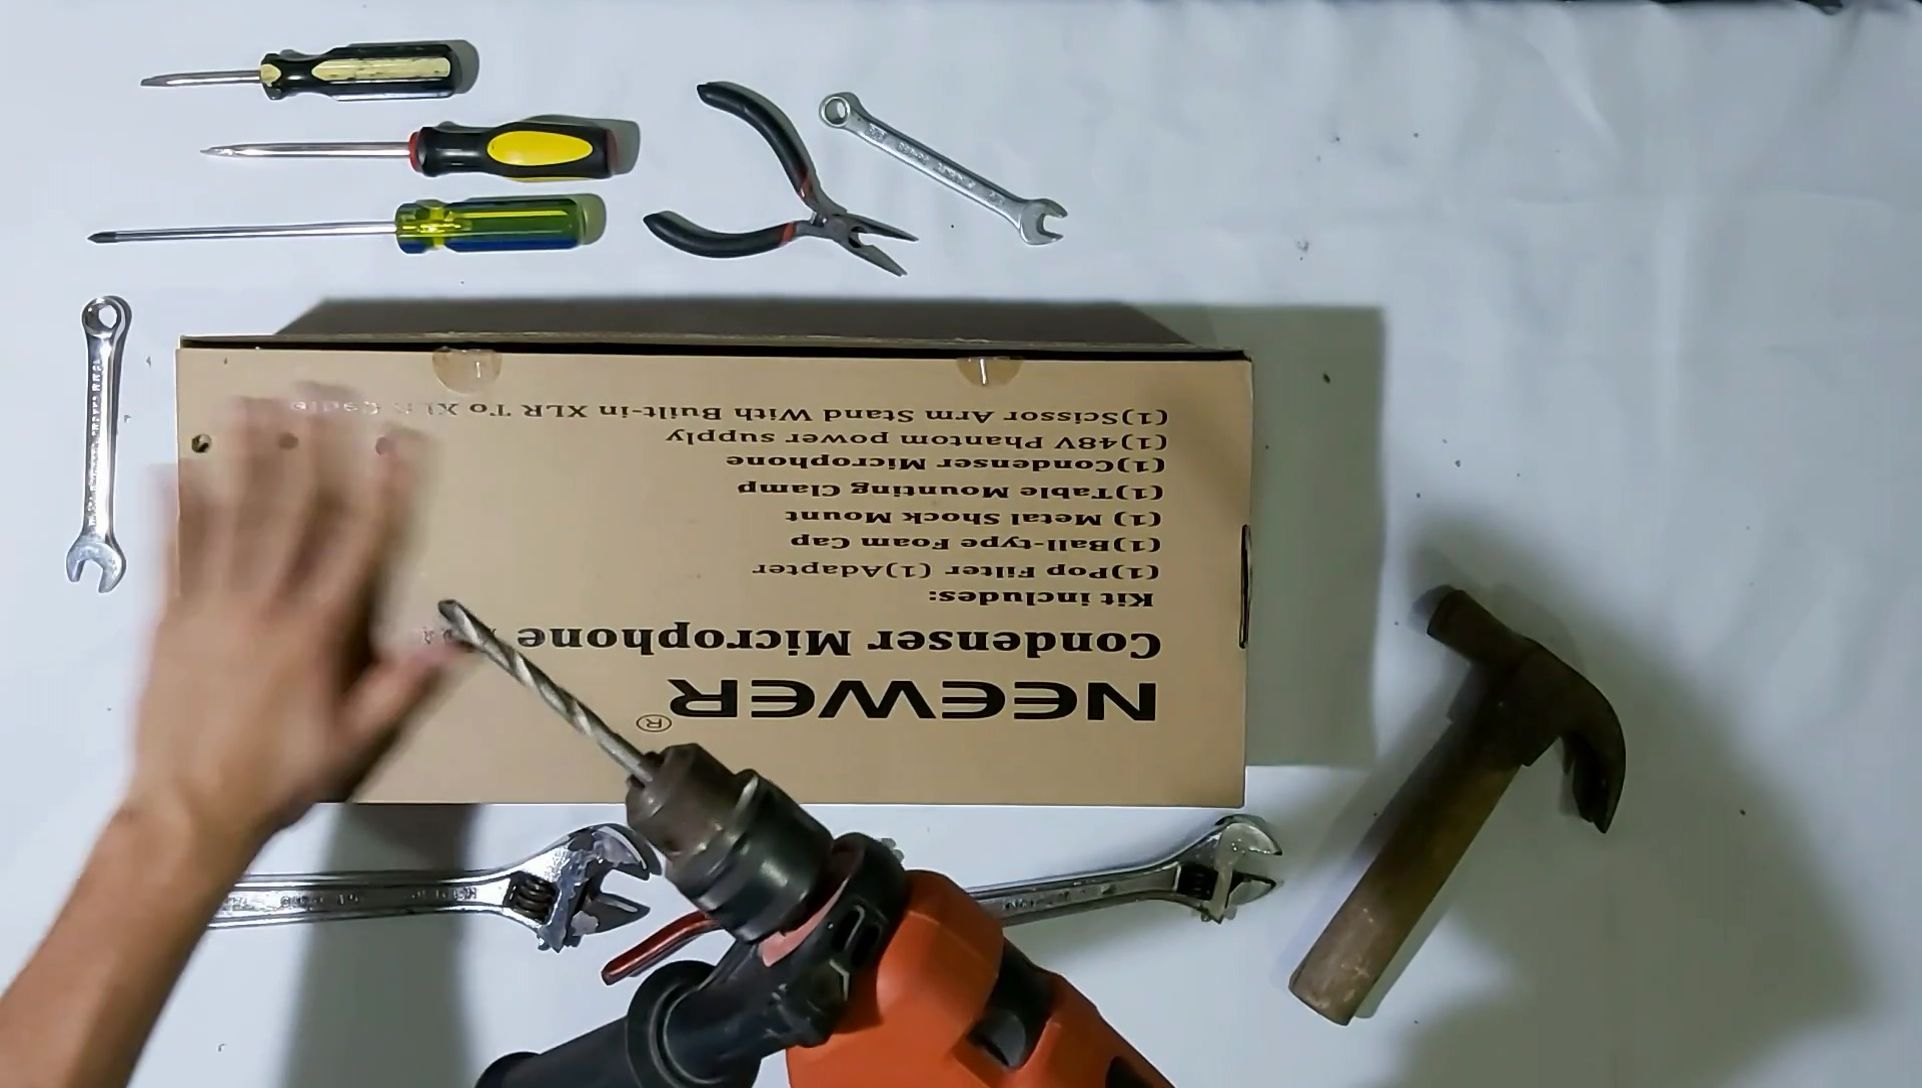 NEEWER®
Condenser Microphone
Kit includes:
(1)Pop Filter (1)Adapter
(1)Ball-type Foam Cap
(1) Metal Shock Mount
(1)Table Mounting Clamp
(1)Condenser Microphone
(1)48V Phantom power supply
(1)Scissor Arm Stand With Built-in XLR To XLR Cable